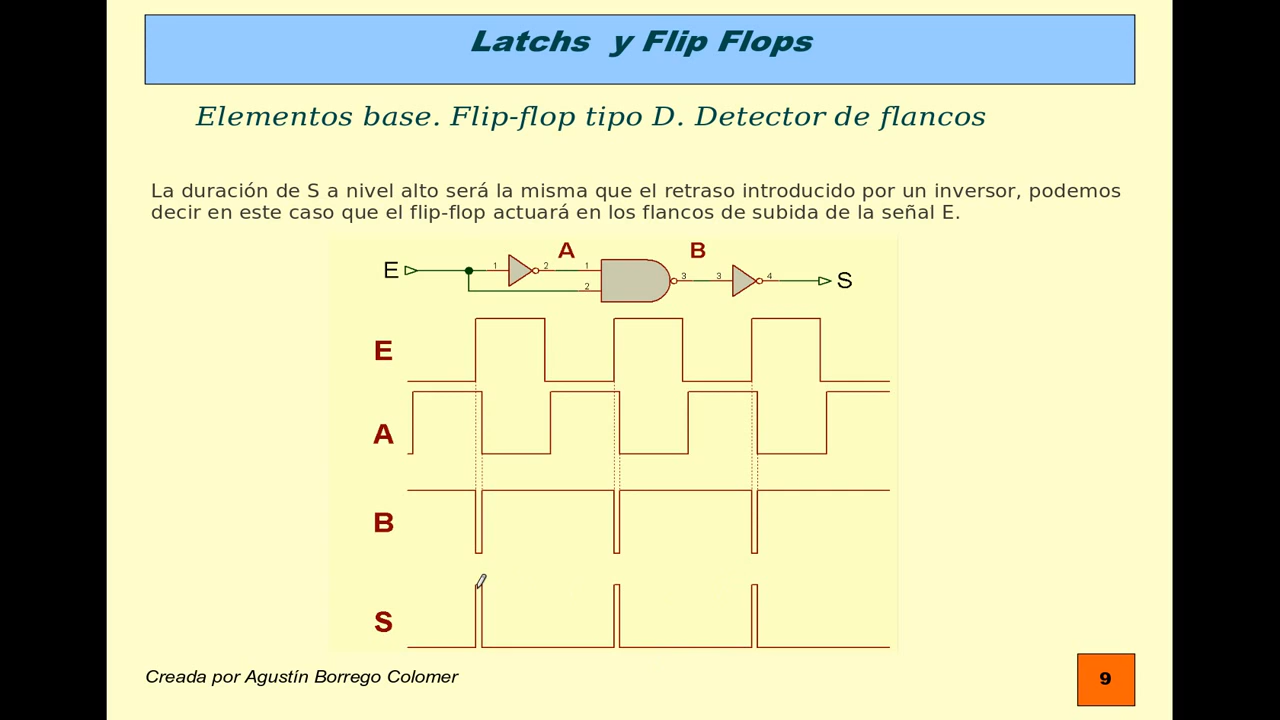 Latchs y Flip Flops
Elementos base. Flip-flop tipo D. Detector de flancos
La duración de S a nivel alto será la misma que el retraso introducido por un inversor, podemos
decir en este caso que el flip-flop actuará en los flancos de subida de la señal E.
A B
E 1 2 1 2 3 3 4 S
E
A
B
S
Creada por Agustín Borrego Colomer
9